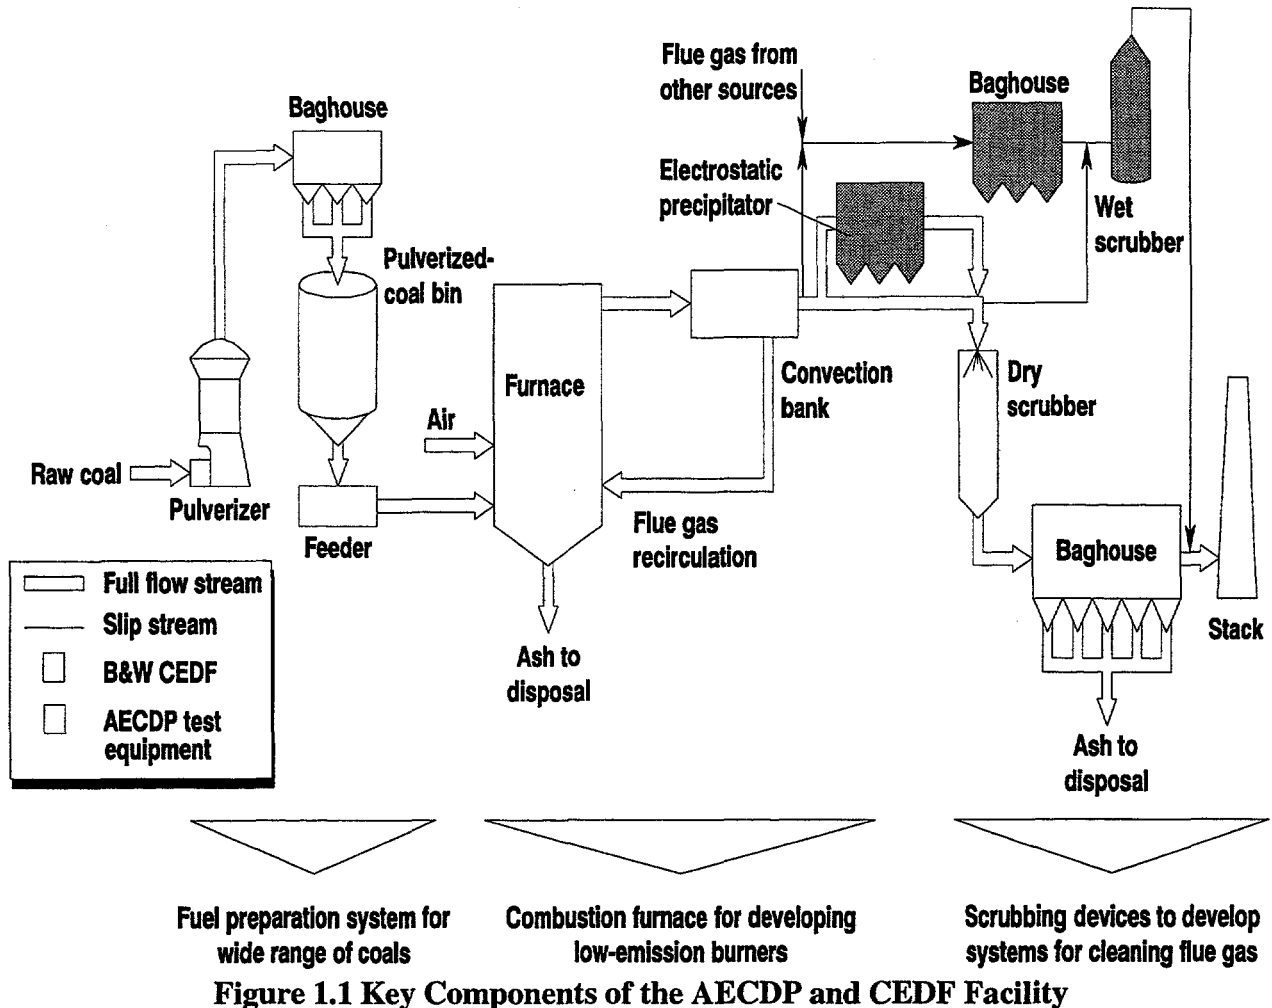 Flue gas from
other sources
Baghouse
Baghouse
Electrostatic
precipitator
Wet
scrubber
Pulverized-
coal bin
Furnace
Convection
bank
Dry
scrubber
Air
Raw coal
Pulverizer
Feeder
Flue gas
recirculation
Baghouse
Stack
Full flow stream
Slip stream
B&W CEDF
AECDP test
equipment
Ash to
disposal
Ash to
disposal
Fuel preparation system for
wide range of coals
Combustion furnace for developing
low-emission burners
Scrubbing devices to develop
systems for cleaning flue gas
Figure 1.1 Key Components of the AECDP and CEDF Facility